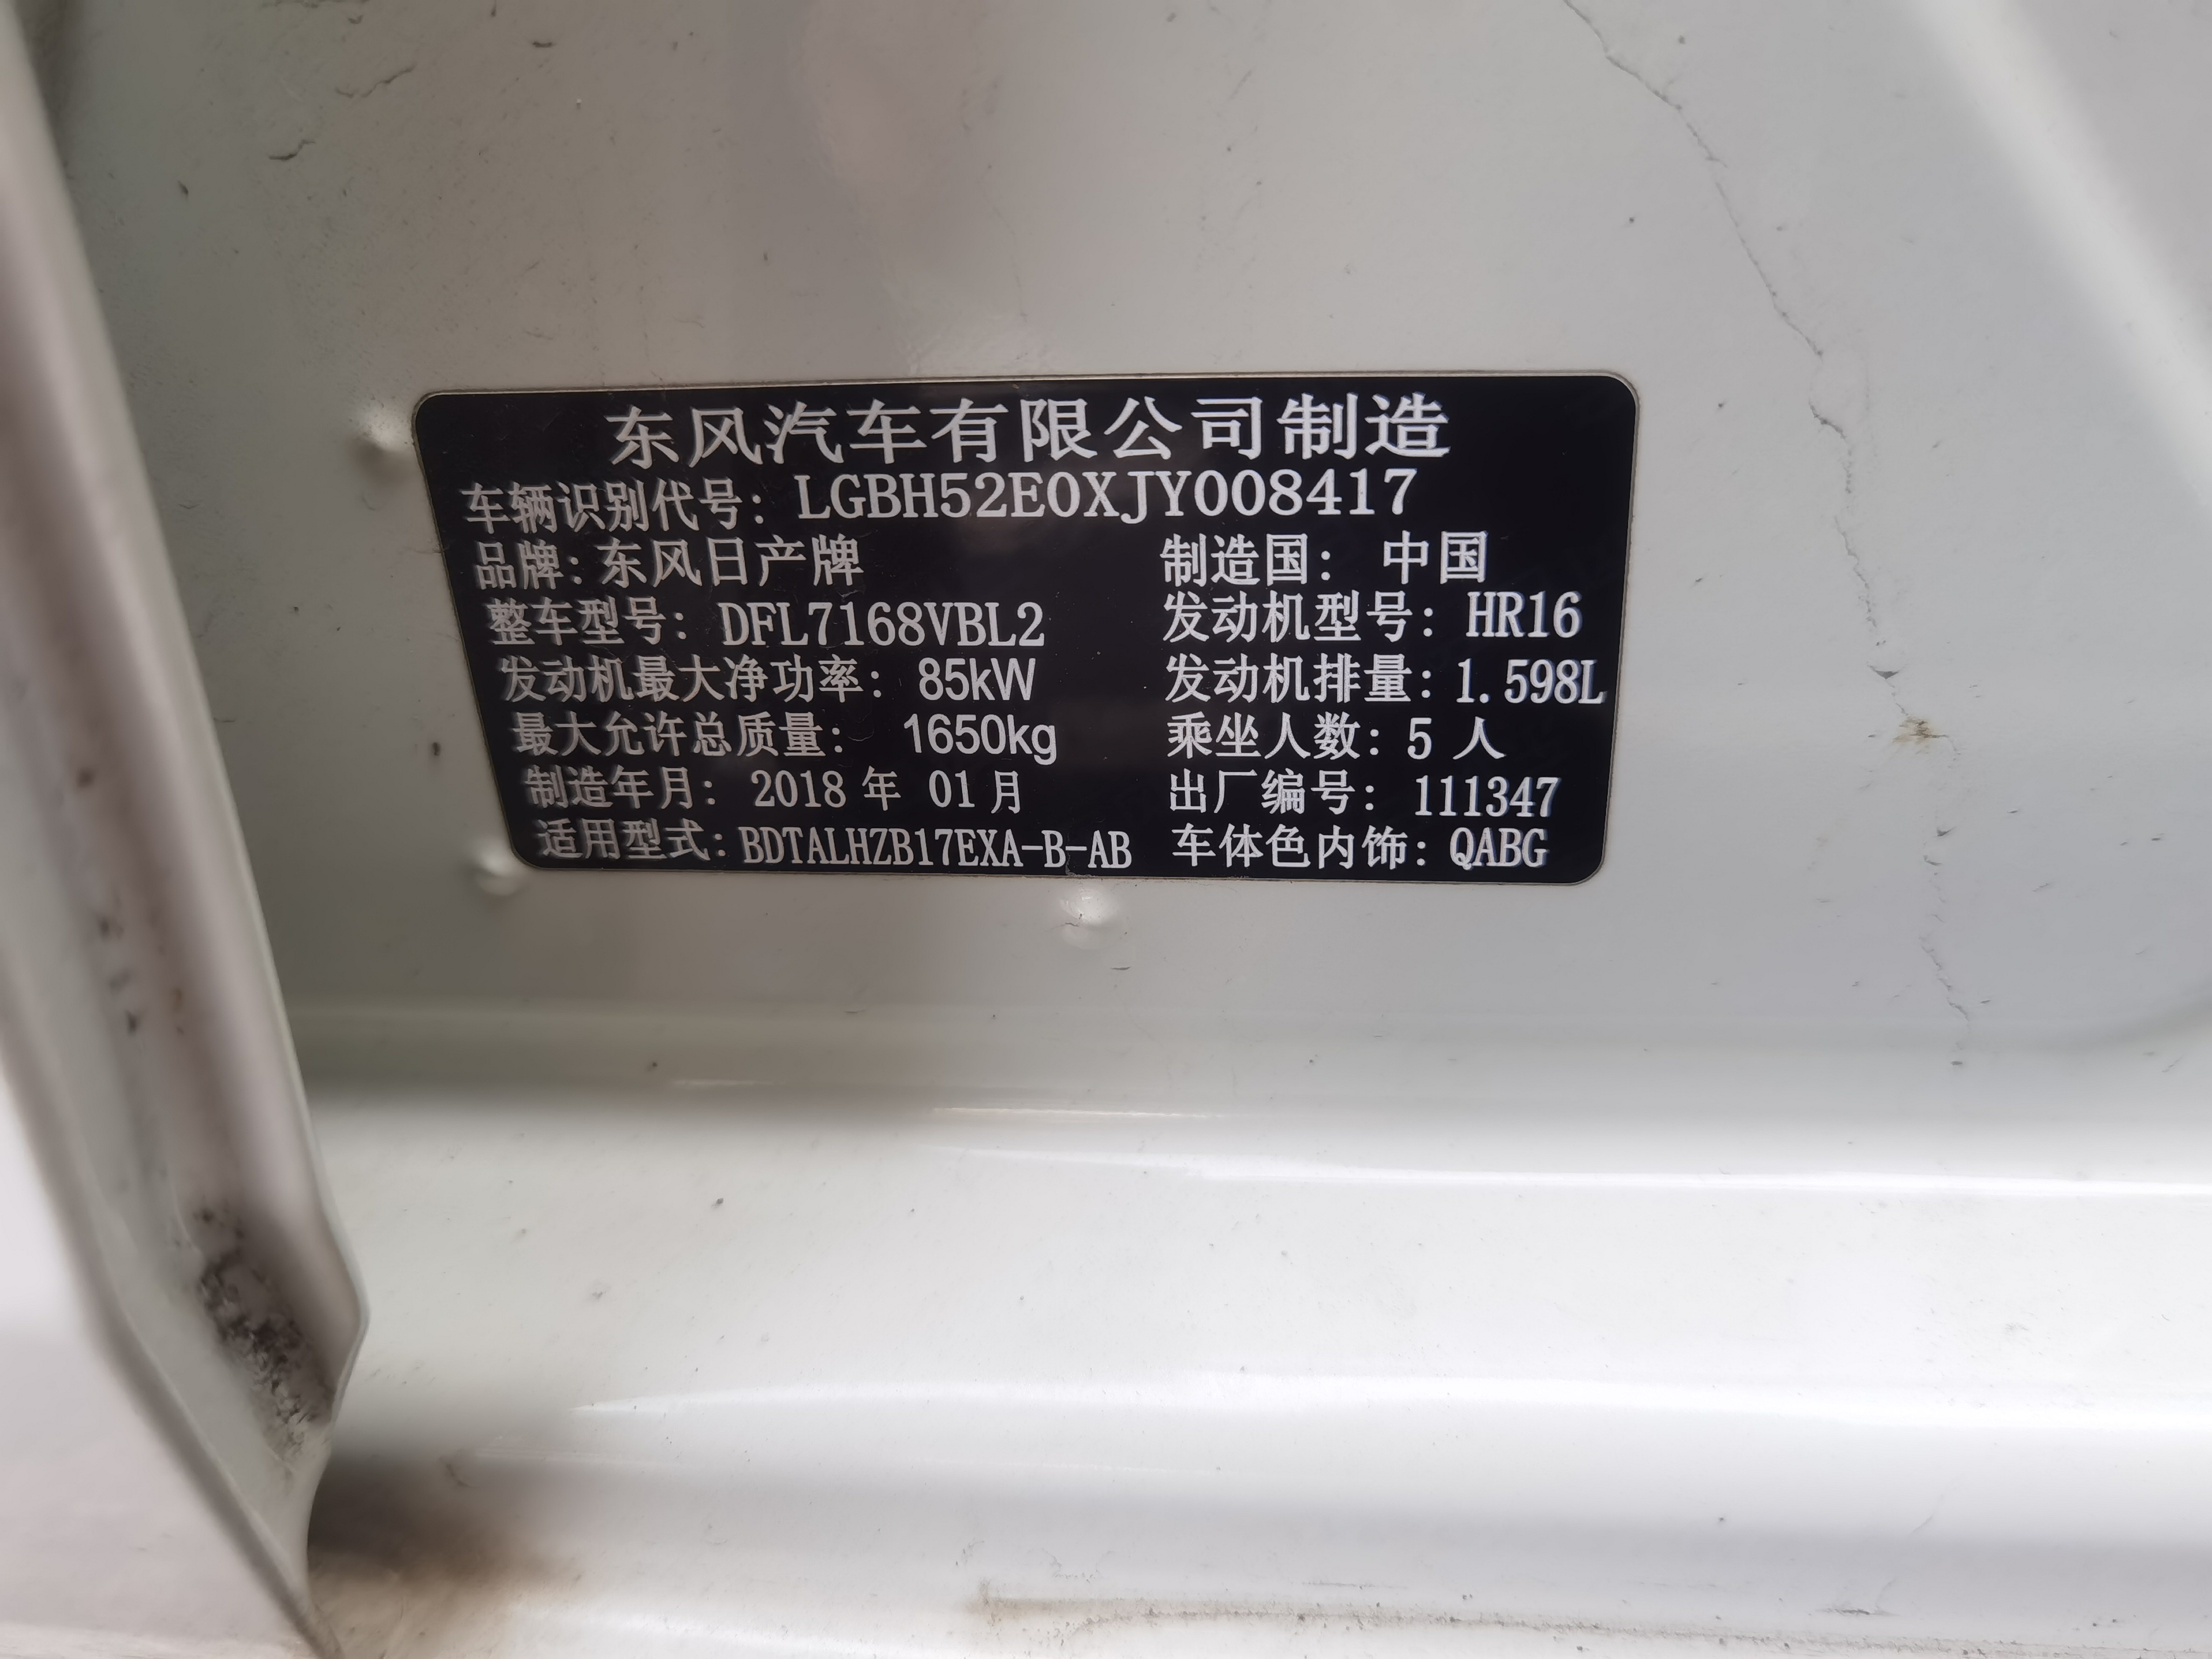 东风汽车有限公司制造
车辆识别代号：LGBH52E0XJY008417
品牌：东风日产牌 制造国：中国
整车型号：DFL7168VBL2 发动机型号：HR16
发动机最大净功率：85kW 发动机排量：1.598L
最大允许总质量：1650kg 乘坐人数：5 人
制造年月：2018 年 01月 出厂编号：111347
适用型式：BDTALHZB17EXA-B-AB 车体色内饰：QABG